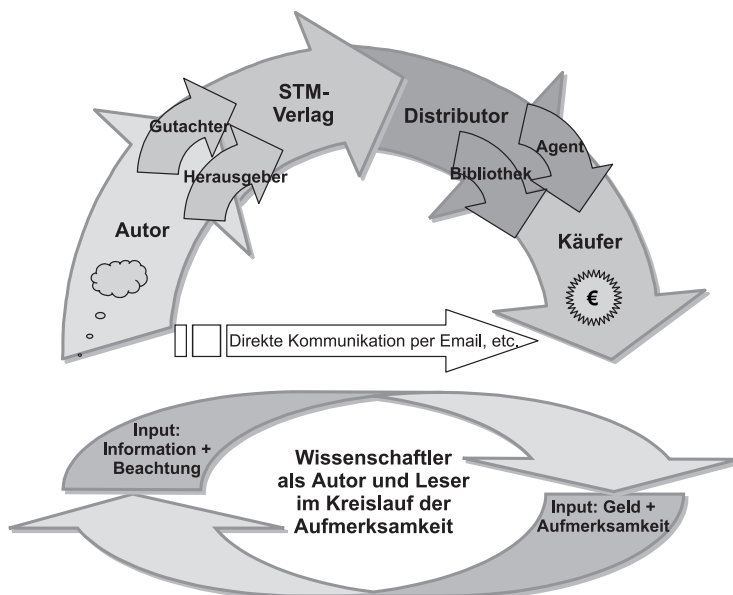 STM-
Verlag
Gutachter
Herausgeber
Autor
Distributor
Agent
Bibliothek
Käufer
€
Direkte Kommunikation per Email, etc.
Input:
Information +
Beachtung
Wissenschaftler
als Autor und Leser
im Kreislauf der
Aufmerksamkeit
Input: Geld +
Aufmerksamkeit